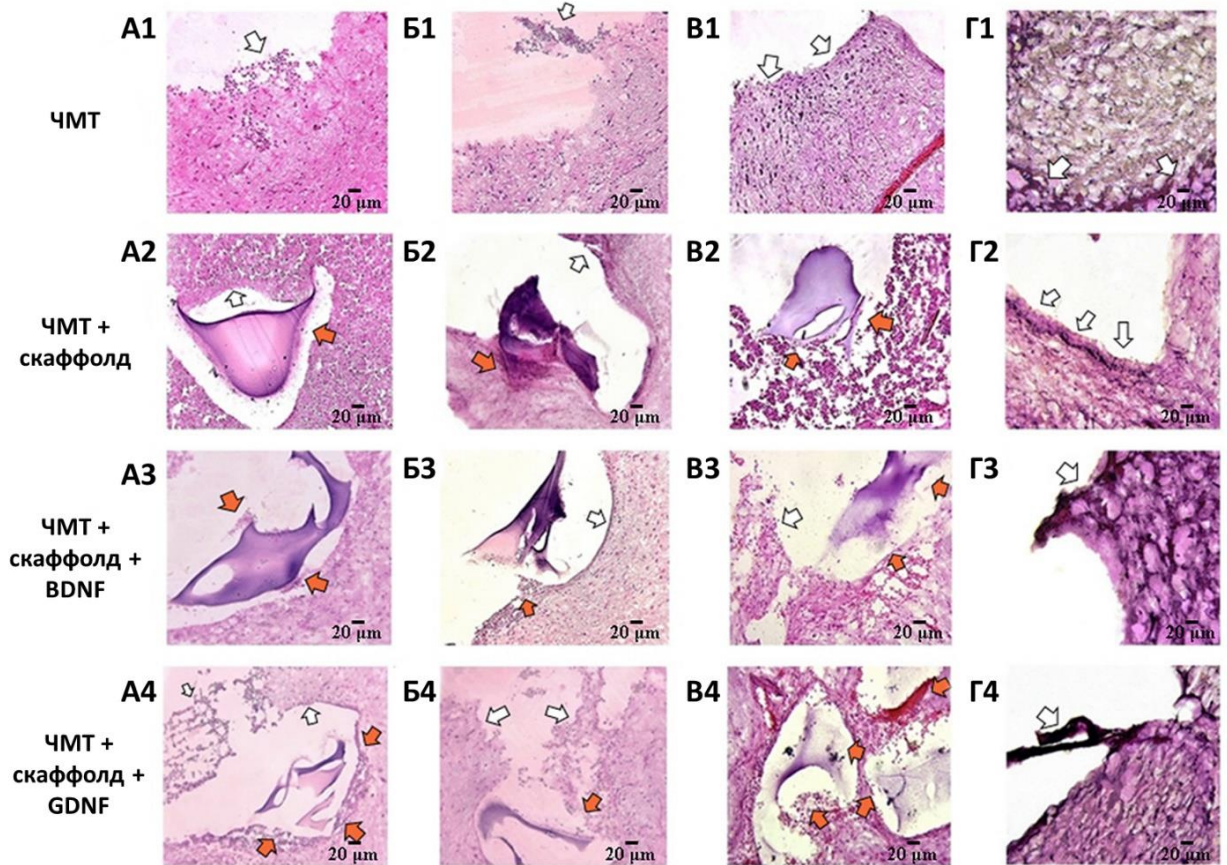 А1 Б1 В1 Г1
ЧМТ
20 µm 20 µm 20 µm 20 µm
А2 Б2 В2 Г2
ЧМТ +
скаффолд
20 µm 20 µm 20 µm 20 µm
А3 Б3 В3 Г3
ЧМТ +
скаффолд +
BDNF
20 µm 20 µm 20 µm 20 µm
А4 Б4 В4 Г4
ЧМТ +
скаффолд +
GDNF
20 µm 20 µm 20 µm 20 µm